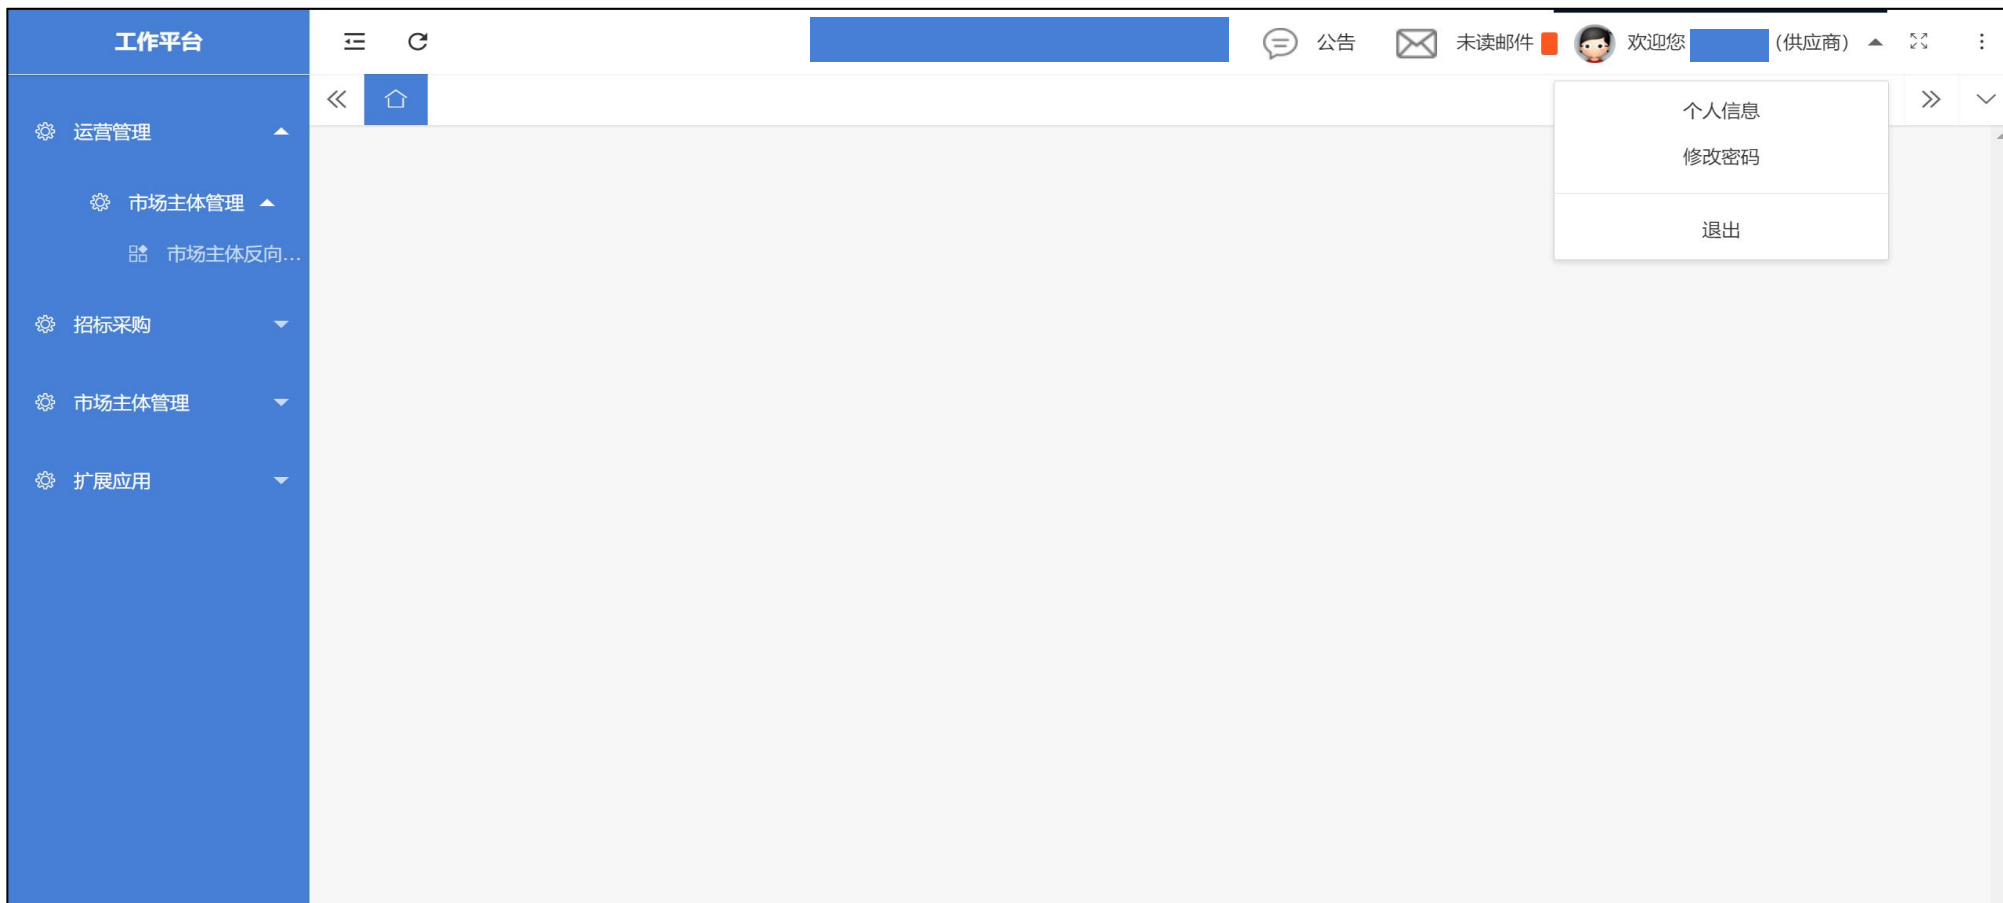 工作平台
公告
未读邮件
欢迎您
(供应商)
运营管理
市场主体管理
市场主体反向...
招标采购
市场主体管理
扩展应用
个人信息
修改密码
退出